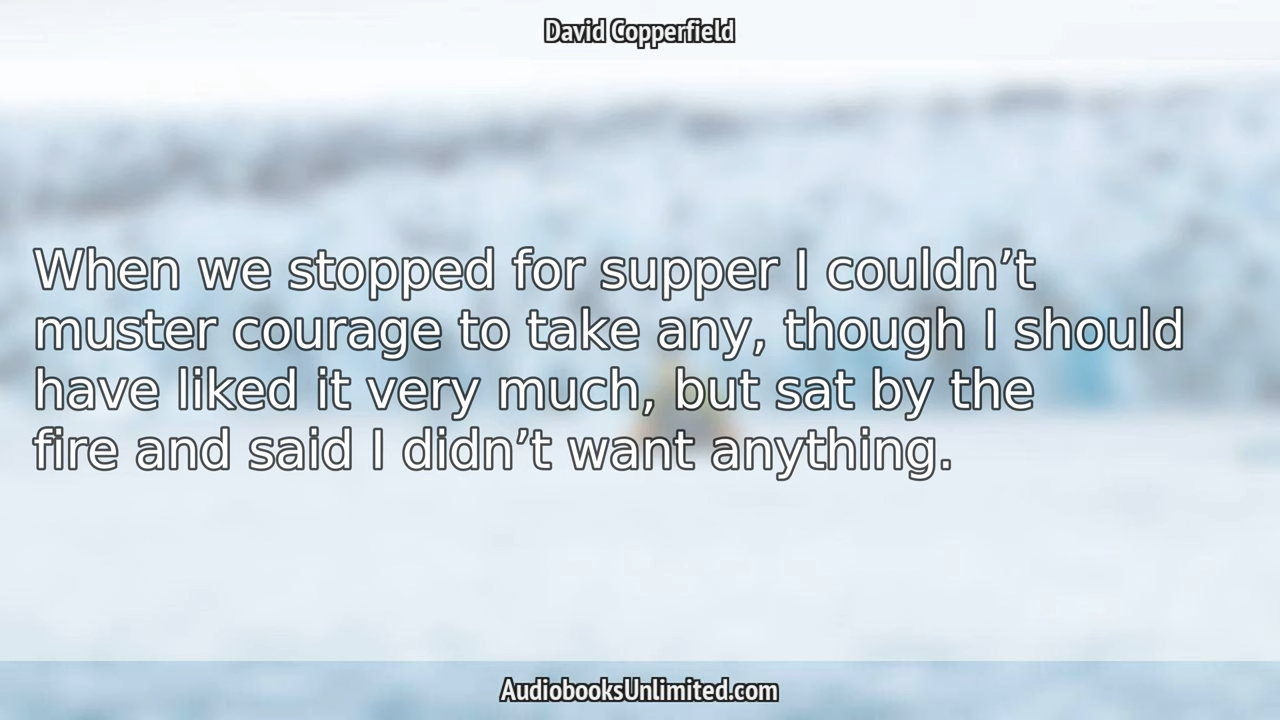 David Copperfield
When we stopped for supper I couldn’t
muster courage to take any, though I should
have liked it very much, but sat by the
fire and said I didn’t want anything.
AudiobooksUnlimited.com